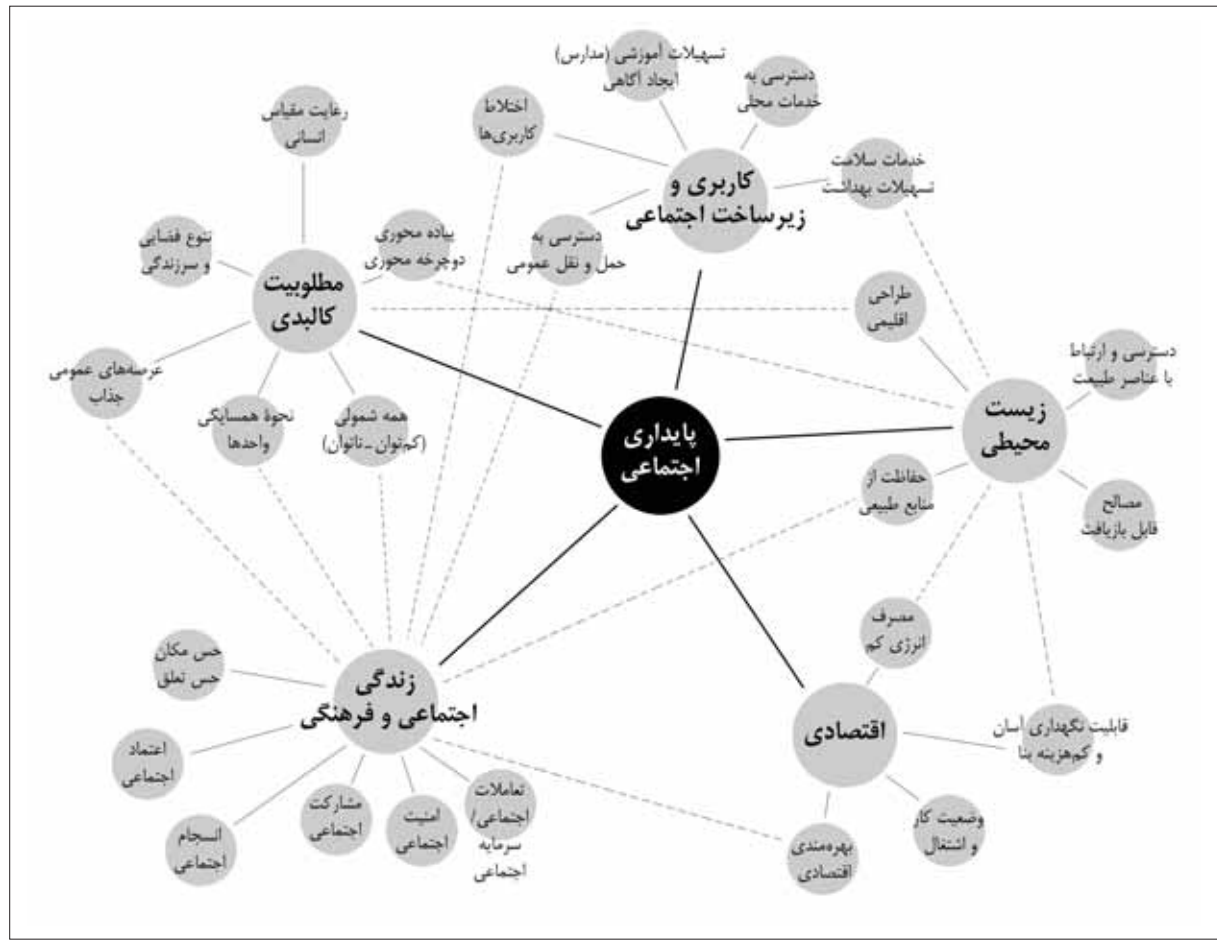 تسهیلات آموزشی (مدارس)
ایجاد آگاهی
دسترسی به
خدمات محلی
اختلاط
کاربری‌ها
رعایت مقیاس
انسانی
خدمات سلامت
تسهیلات بهداشت
کاربری و
زیرساخت اجتماعی
پیاده محوری
دوچرخه محوری
دسترسی به
حمل و نقل عمومی
تنوع فضایی
و سرزندگی
مطلوبیت
کالبدی
طراحی
اقلیمی
دسترسی و ارتباط
با عناصر طبیعت
عرصه‌های عمومی
جذاب
نحوهٔ همسایگی
واحدها
همه شمولی
(کم‌توان_ناتوان)
زیست
محیطی
پایداری
اجتماعی
حفاظت از
منابع طبیعی
مصالح
قابل بازیافت
مصرف
انرژی کم
حس مکان
حس تعلق
زندگی
اجتماعی و فرهنگی
اقتصادی
قابلیت نگهداری آسان
و کم‌هزینه بنا
اعتماد
اجتماعی
انسجام
اجتماعی
مشارکت
اجتماعی
امنیت
اجتماعی
تعاملات
اجتماعی/
سرمایه
اجتماعی
بهره‌مندی
اقتصادی
وضعیت کار
و اشتغال